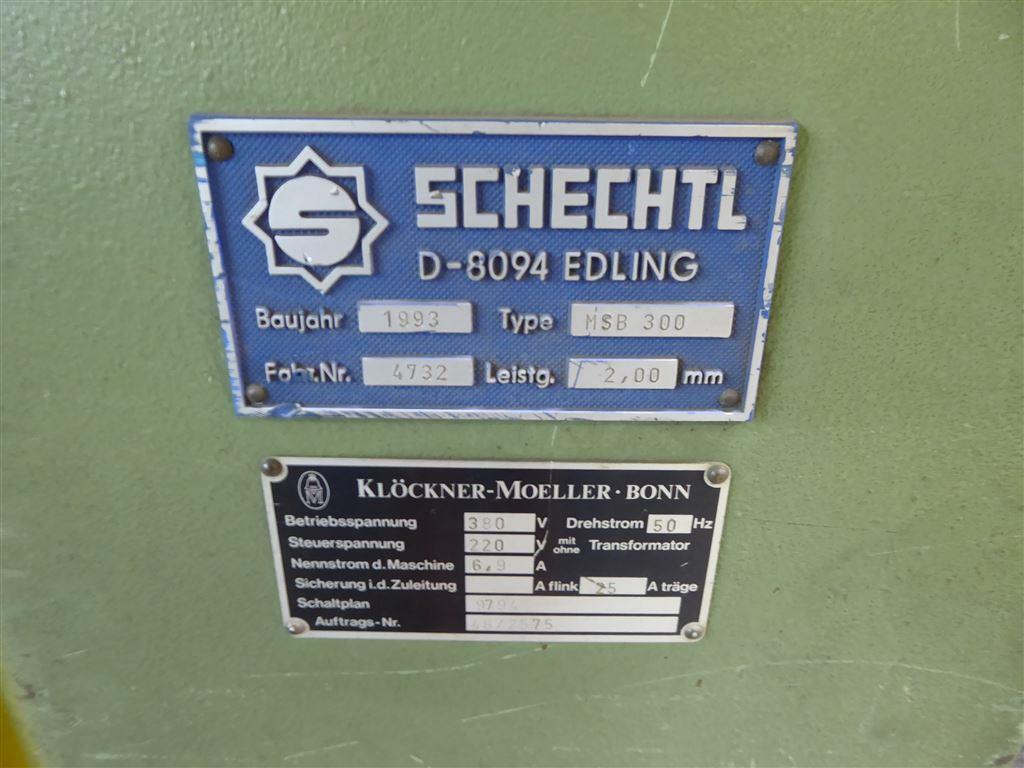 S SCHECHTL
D-8094 EDLING
Baujahr 1993 Type MSB 300
Fabr.Nr. 4732 Leistg. 2,00 mm
KLÖCKNER-MOELLER · BONN
Betriebsspannung 380 V Drehstrom 50 Hz
Steuerspannung 220 V mit ohne Transformator
Nennstrom d. Maschine 6,9 A
Sicherung i.d. Zuleitung A flink 25 A träge
Schaltplan
Auftrags-Nr.